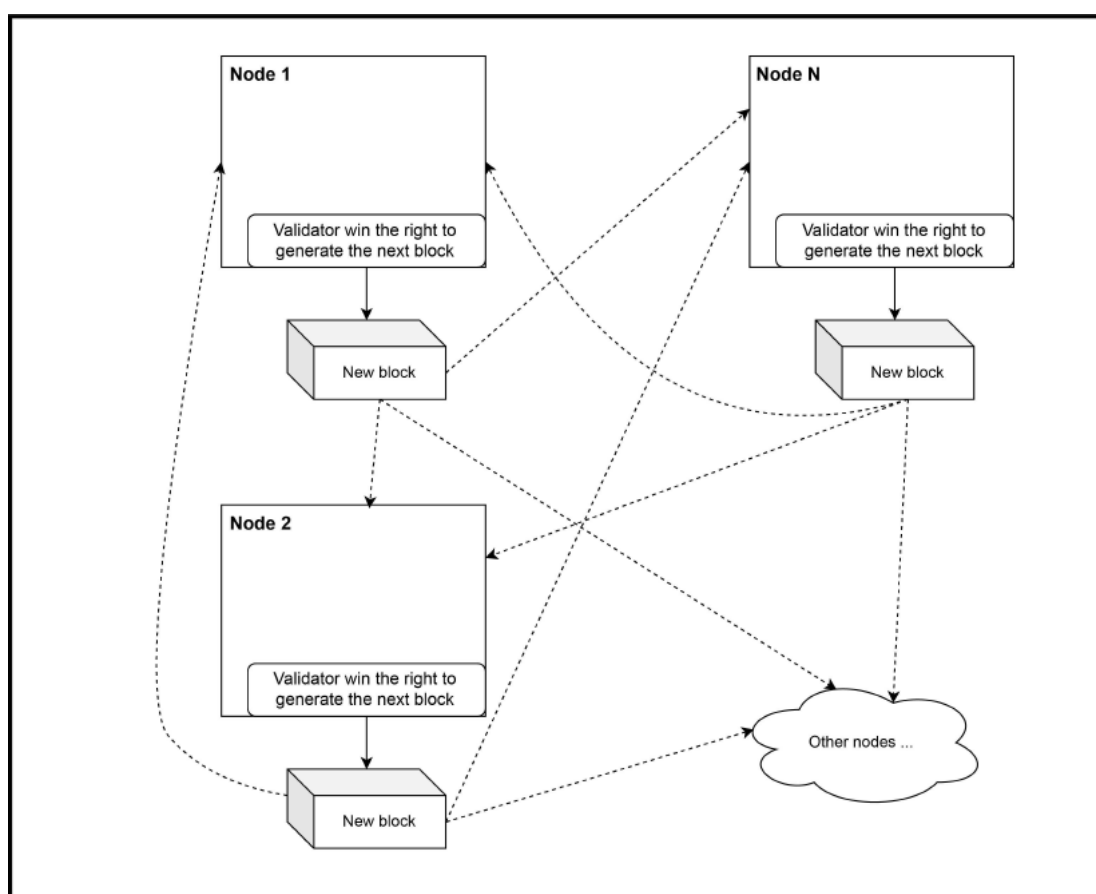 Node 1
Validator win the right to
generate the next block
New block
Node N
Validator win the right to
generate the next block
New block
Node 2
Validator win the right to
generate the next block
New block
Other nodes ...